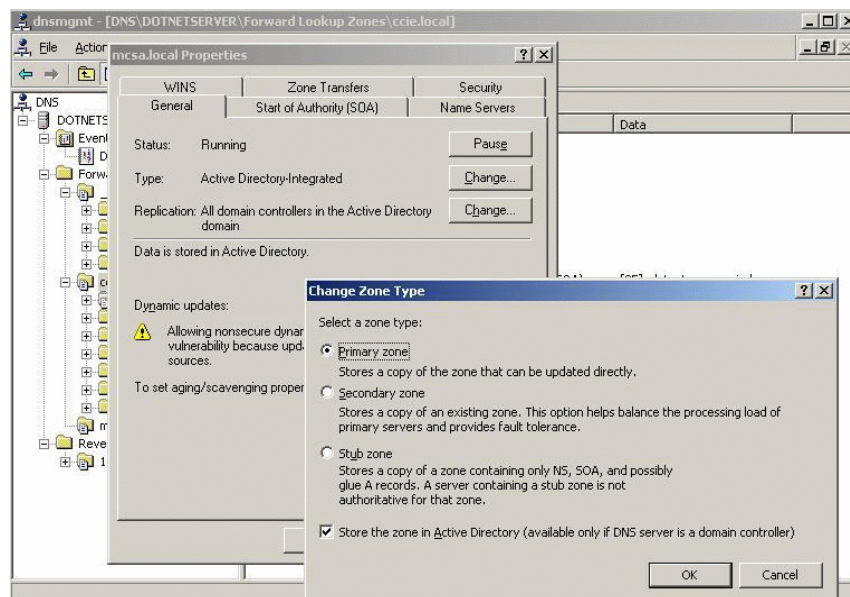 dnsmgmt - [DNS\DOTNETSERVER\Forward Lookup Zones\ccie.local]
File Action
mcsa.local Properties
WINS Zone Transfers Security
General Start of Authority (SOA) Name Servers
DNS
DOTNETS
Event
D
Forwa
Reve
1
Data
Status: Running Pause
Type: Active Directory-Integrated Change...
Replication: All domain controllers in the Active Directory Change...
domain
Data is stored in Active Directory.
Dynamic updates:
Allowing nonsecure dynam
vulnerability because upda
sources.
To set aging/scavenging proper
Change Zone Type
Select a zone type:
Primary zone
Stores a copy of the zone that can be updated directly.
Secondary zone
Stores a copy of an existing zone. This option helps balance the processing load of
primary servers and provides fault tolerance.
Stub zone
Stores a copy of a zone containing only NS, SOA, and possibly
glue A records. A server containing a stub zone is not
authoritative for that zone.
Store the zone in Active Directory (available only if DNS server is a domain controller)
OK Cancel